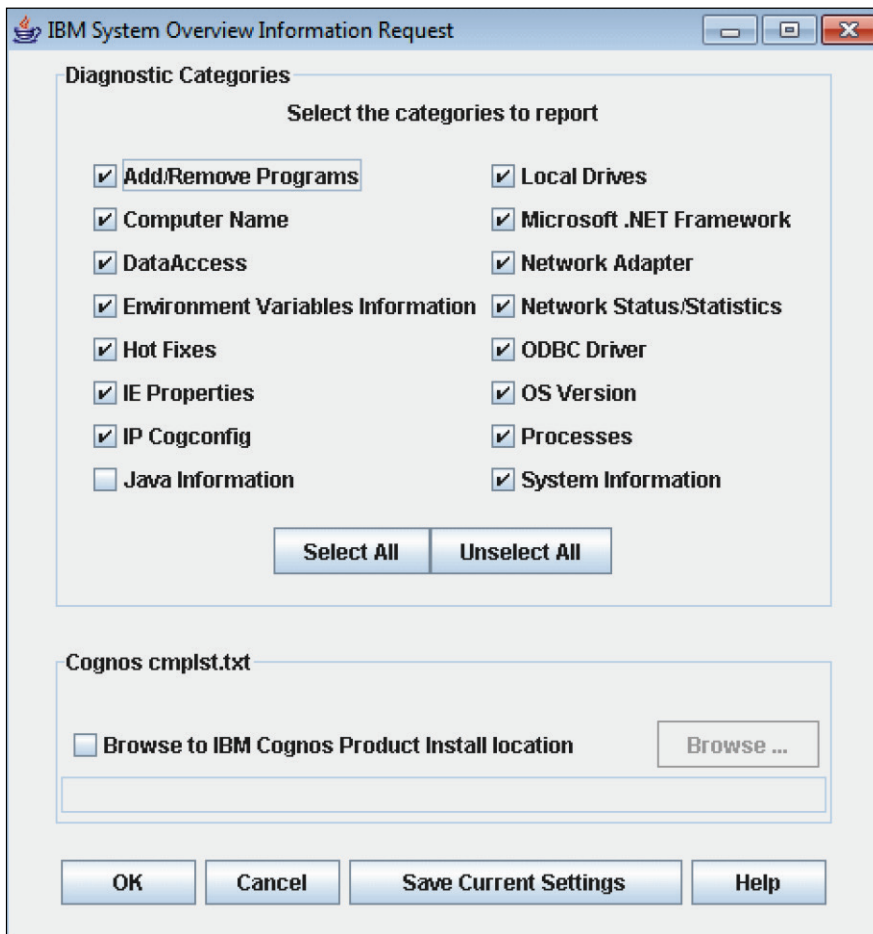 IBM System Overview Information Request
Diagnostic Categories
Select the categories to report
Add/Remove Programs
Local Drives
Computer Name
Microsoft .NET Framework
DataAccess
Network Adapter
Environment Variables Information
Network Status/Statistics
Hot Fixes
ODBC Driver
IE Properties
OS Version
IP Cogconfig
Processes
Java Information
System Information
Select All
Unselect All
Cognos cmplst.txt
Browse to IBM Cognos Product Install location
Browse ...
OK
Cancel
Save Current Settings
Help